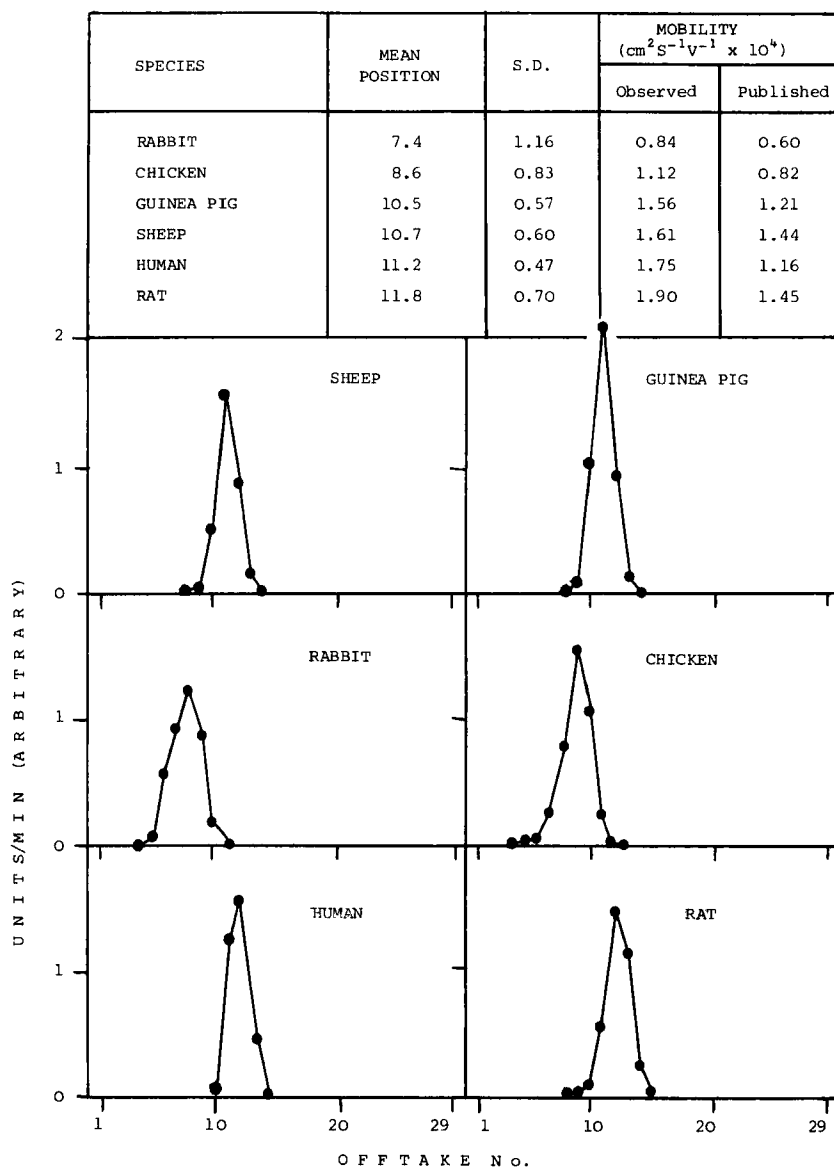 SPECIES MEAN POSITION S.D. MOBILITY (cm²S⁻¹V⁻¹ x 10⁴)
Observed Published
RABBIT 7.4 1.16 0.84 0.60
CHICKEN 8.6 0.83 1.12 0.82
GUINEA PIG 10.5 0.57 1.56 1.21
SHEEP 10.7 0.60 1.61 1.44
HUMAN 11.2 0.47 1.75 1.16
RAT 11.8 0.70 1.90 1.45
UNITS/MIN (ARBITRARY)
2
SHEEP GUINEA PIG
1
0
RABBIT CHICKEN
1
0
HUMAN RAT
1
0
1 10 20 29 1 10 20 29
OFFTAKE No.